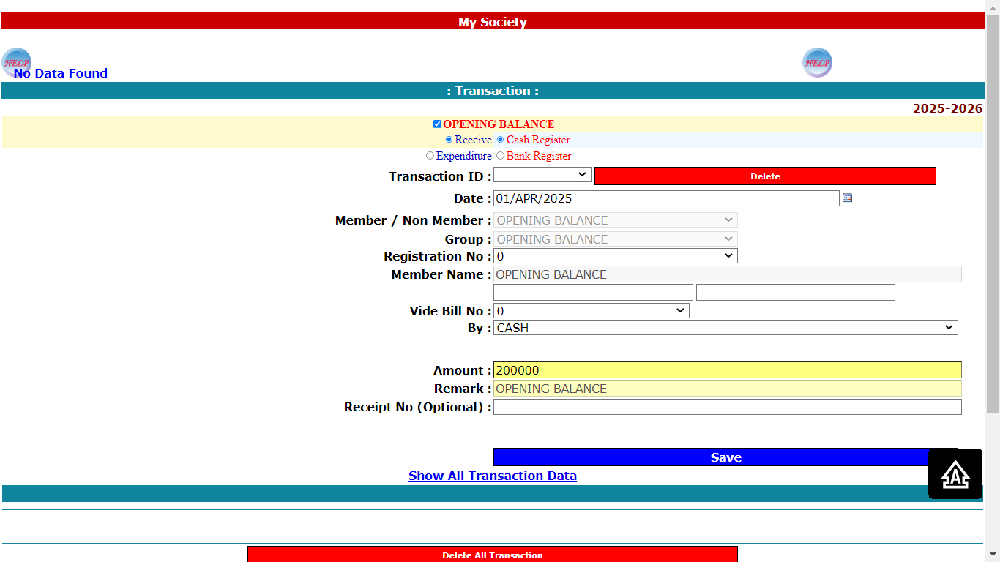 My Society
HELP HELP
No Data Found
: Transaction :
2025-2026
OPENING BALANCE
Receive Cash Register
Expenditure Bank Register
Transaction ID : Delete
Date : 01/APR/2025
Member / Non Member : OPENING BALANCE
Group : OPENING BALANCE
Registration No : 0
Member Name : OPENING BALANCE
- -
Vide Bill No : 0
By : CASH
Amount : 200000
Remark : OPENING BALANCE
Receipt No (Optional) :
Save
A
Show All Transaction Data
Delete All Transaction